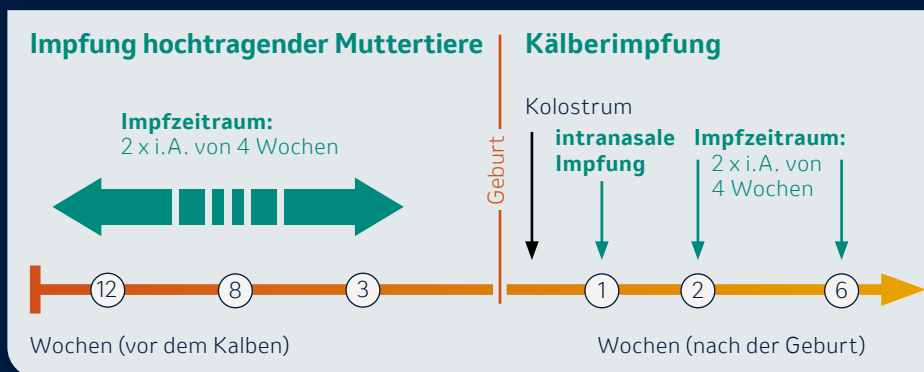 Impfung hochtragender Muttertiere
Kälberimpfung
Impfzeitraum:
2 x i.A. von 4 Wochen
Geburt
Kolostrum
intranasale
Impfung
Impfzeitraum:
2 x i.A. von
4 Wochen
12
8
3
1
2
6
Wochen (vor dem Kalben)
Wochen (nach der Geburt)